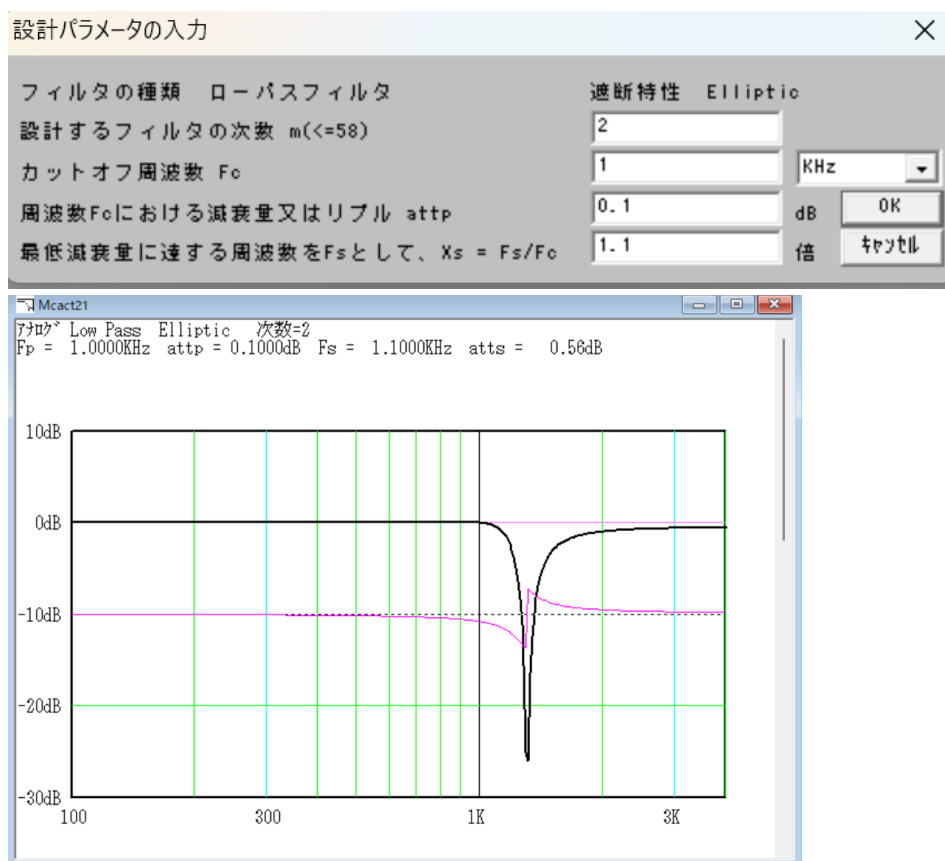 設計パラメータの入力
フィルタの種類 ローパスフィルタ 遮断特性 Elliptic
設計するフィルタの次数 m(<=58) 2
カットオフ周波数 Fc 1 KHz
周波数Fcにおける減衰量又はリプル attp 0.1 dB OK
最低減衰量に達する周波数をFsとして、Xs = Fs/Fc 1.1 倍 ｷｬﾝｾﾙ
Mcact21
ｱﾅﾛｸﾞ Low Pass Elliptic 次数=2
Fp = 1.0000KHz attp = 0.1000dB Fs = 1.1000KHz atts = 0.56dB
10dB
0dB
-10dB
-20dB
-30dB
100 300 1K 3K